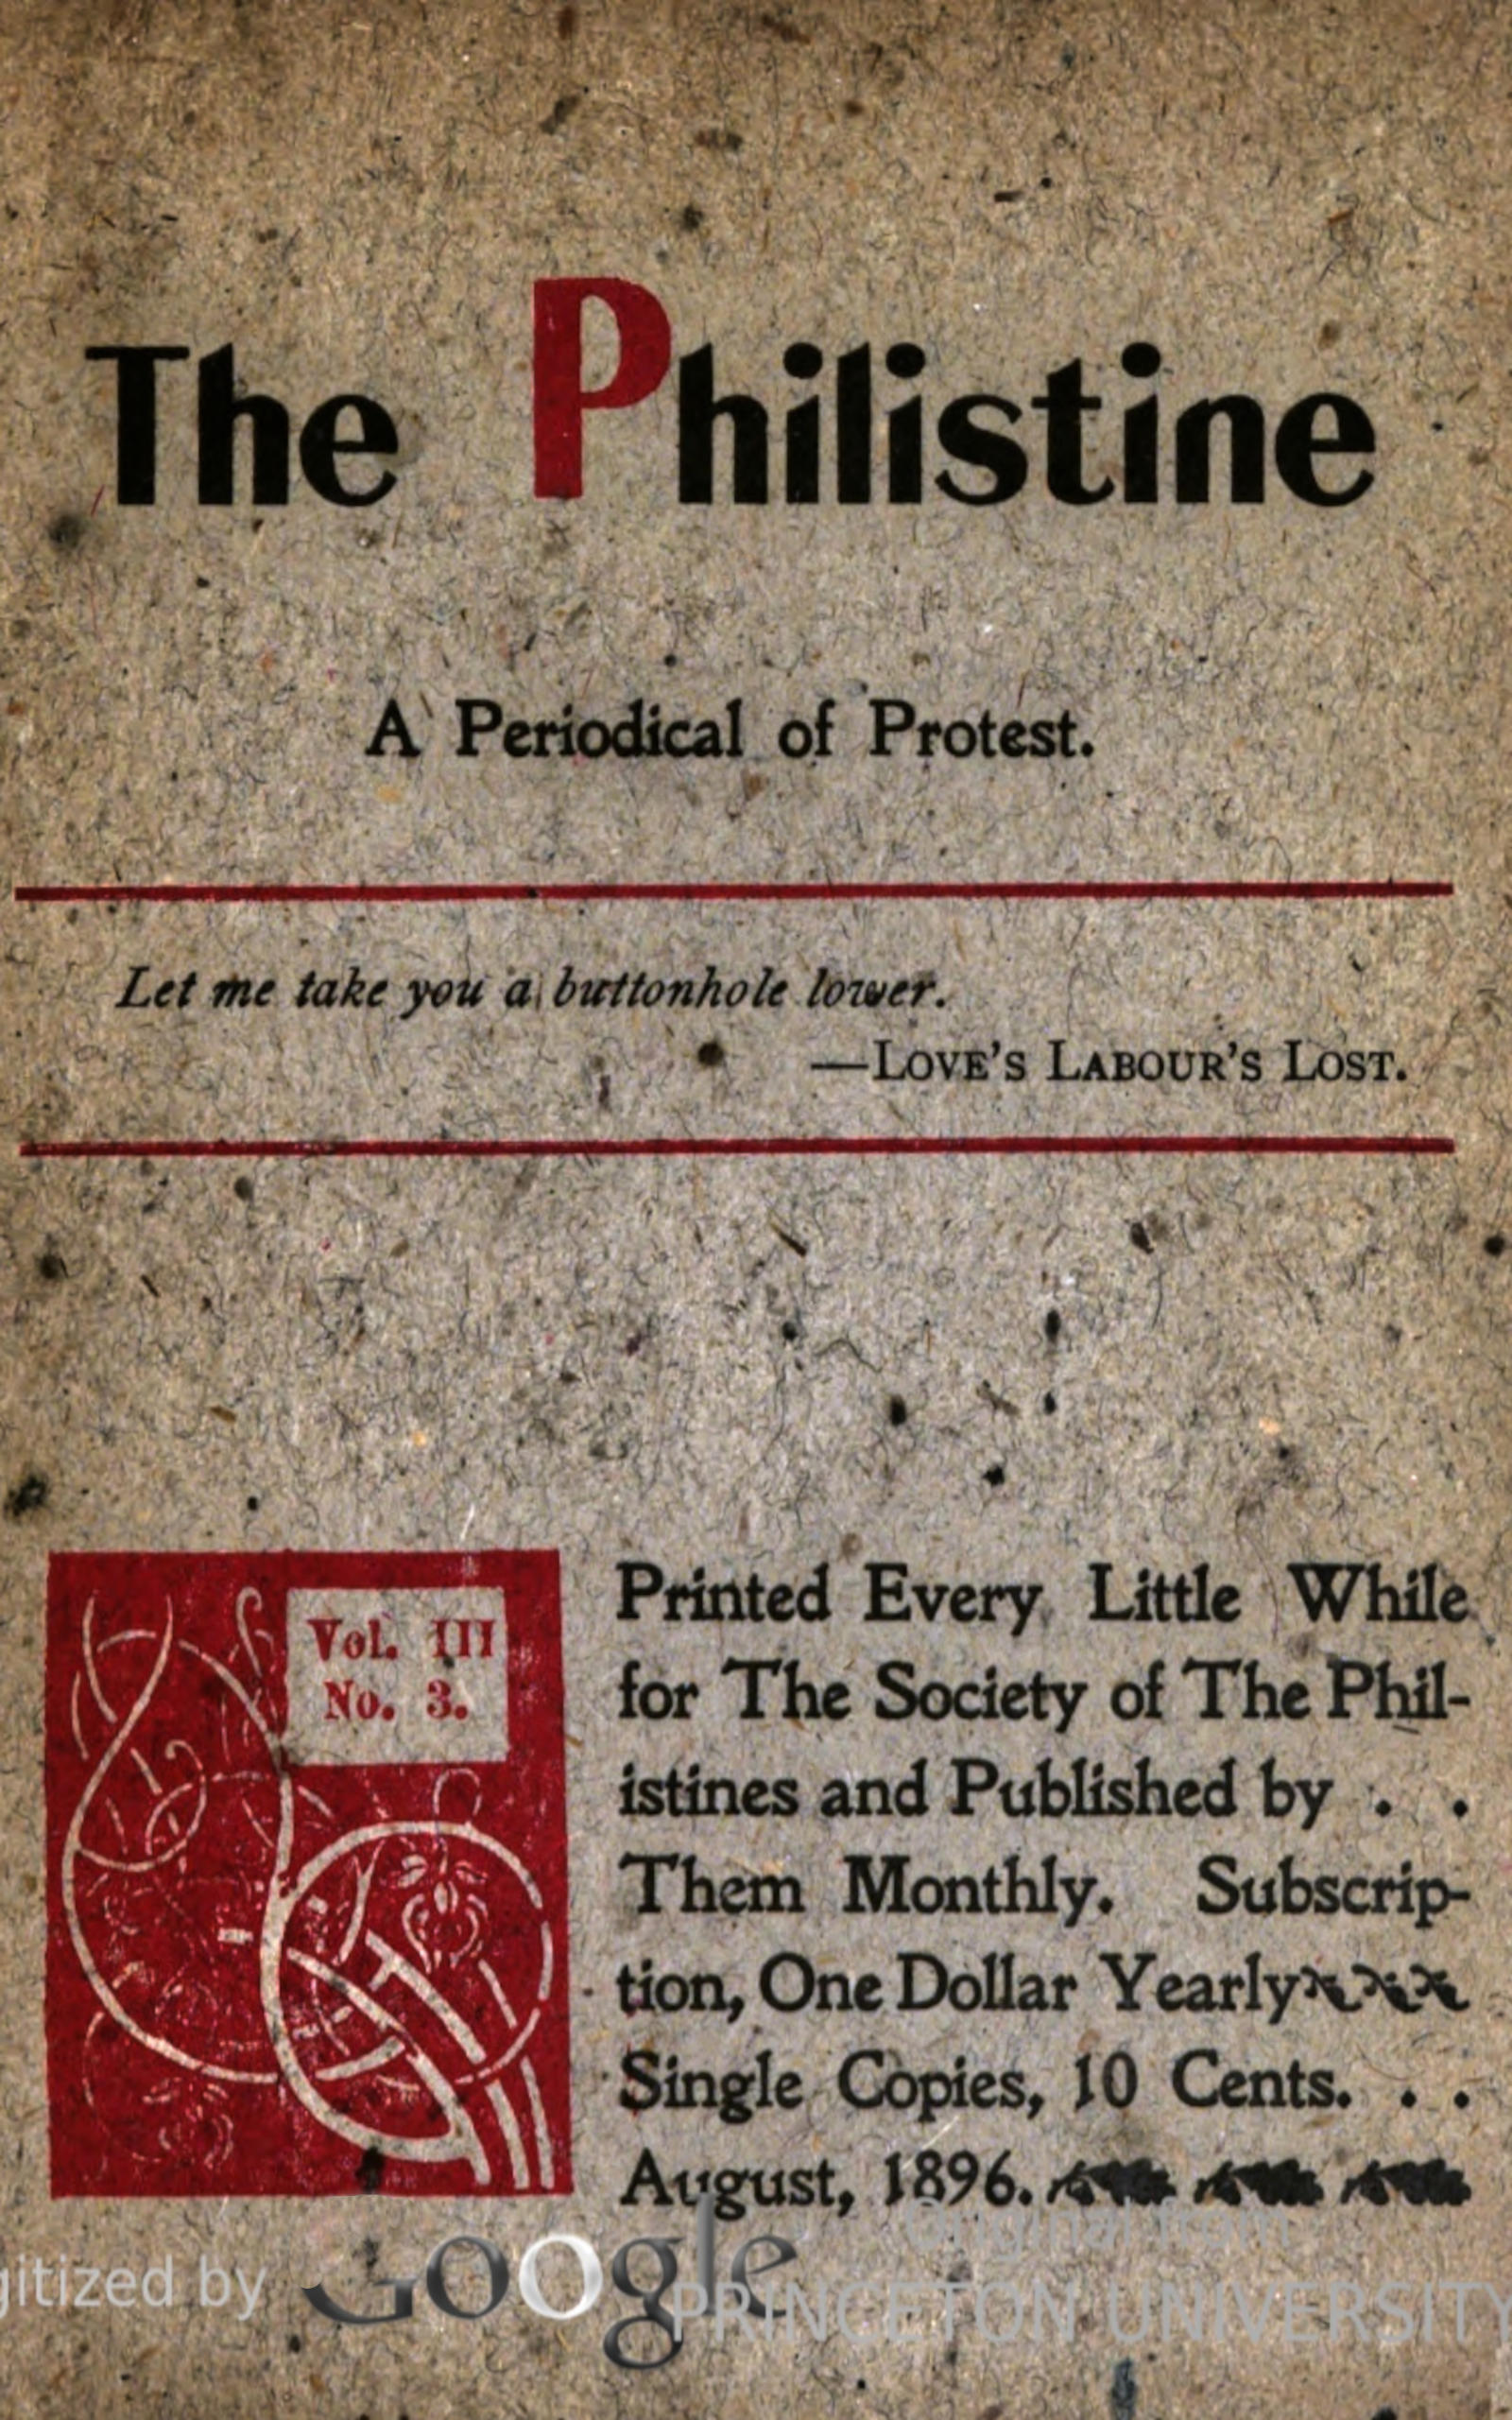 The Philistine
A Periodical of Protest.
Let me take you a buttonhole lower.
—LOVE'S LABOUR'S LOST.
Vol. III
No. 3.
Printed Every Little While
for The Society of The Phil-
istines and Published by . .
Them Monthly. Subscrip-
tion, One Dollar Yearly
Single Copies, 10 Cents. . .
August, 1896.
gitized by Google
Original from
PRINCETON UNIVERSITY